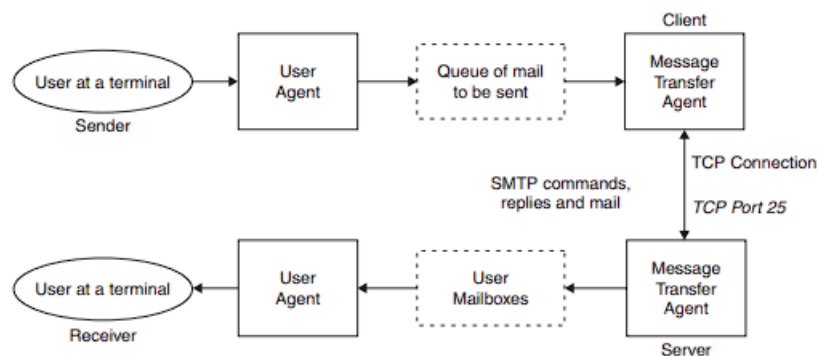 Client
User at a terminal
User
Agent
Queue of mail
to be sent
Message
Transfer
Agent
Sender
TCP Connection
SMTP commands,
replies and mail
TCP Port 25
User at a terminal
User
Agent
User
Mailboxes
Message
Transfer
Agent
Receiver
Server